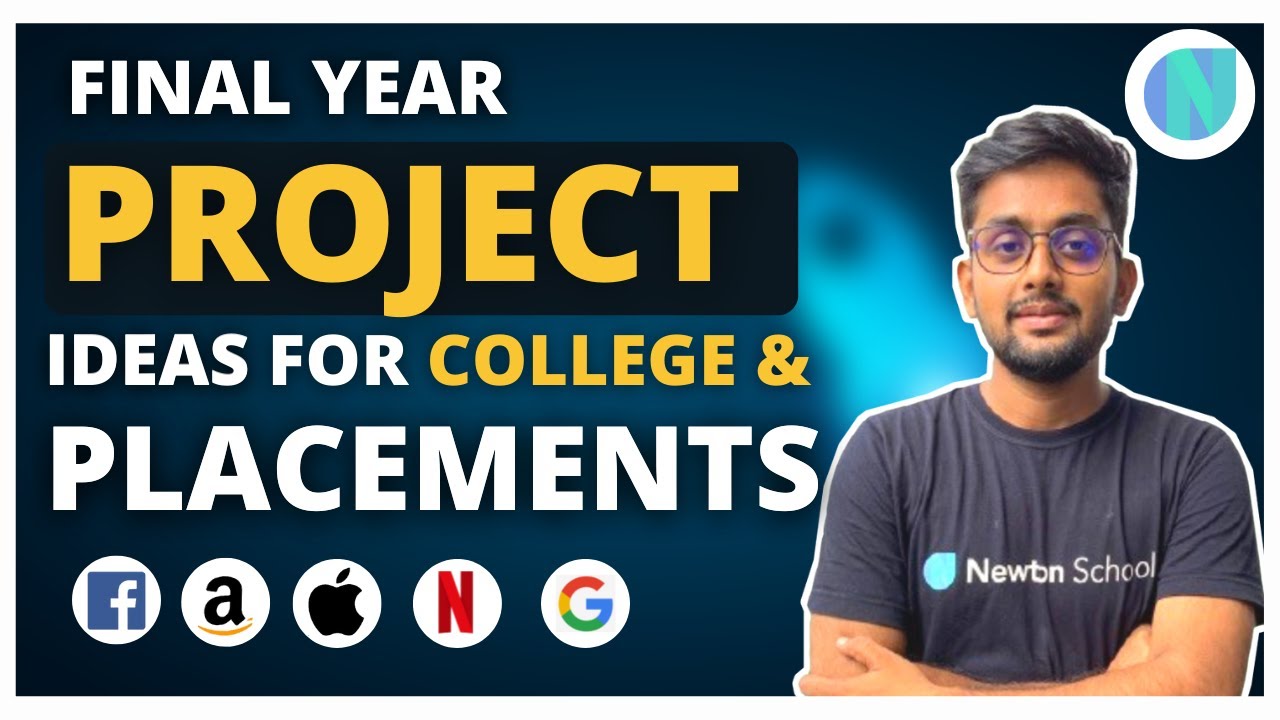 FINAL YEAR
PROJECT
IDEAS FOR COLLEGE &
PLACEMENTS
Newton School